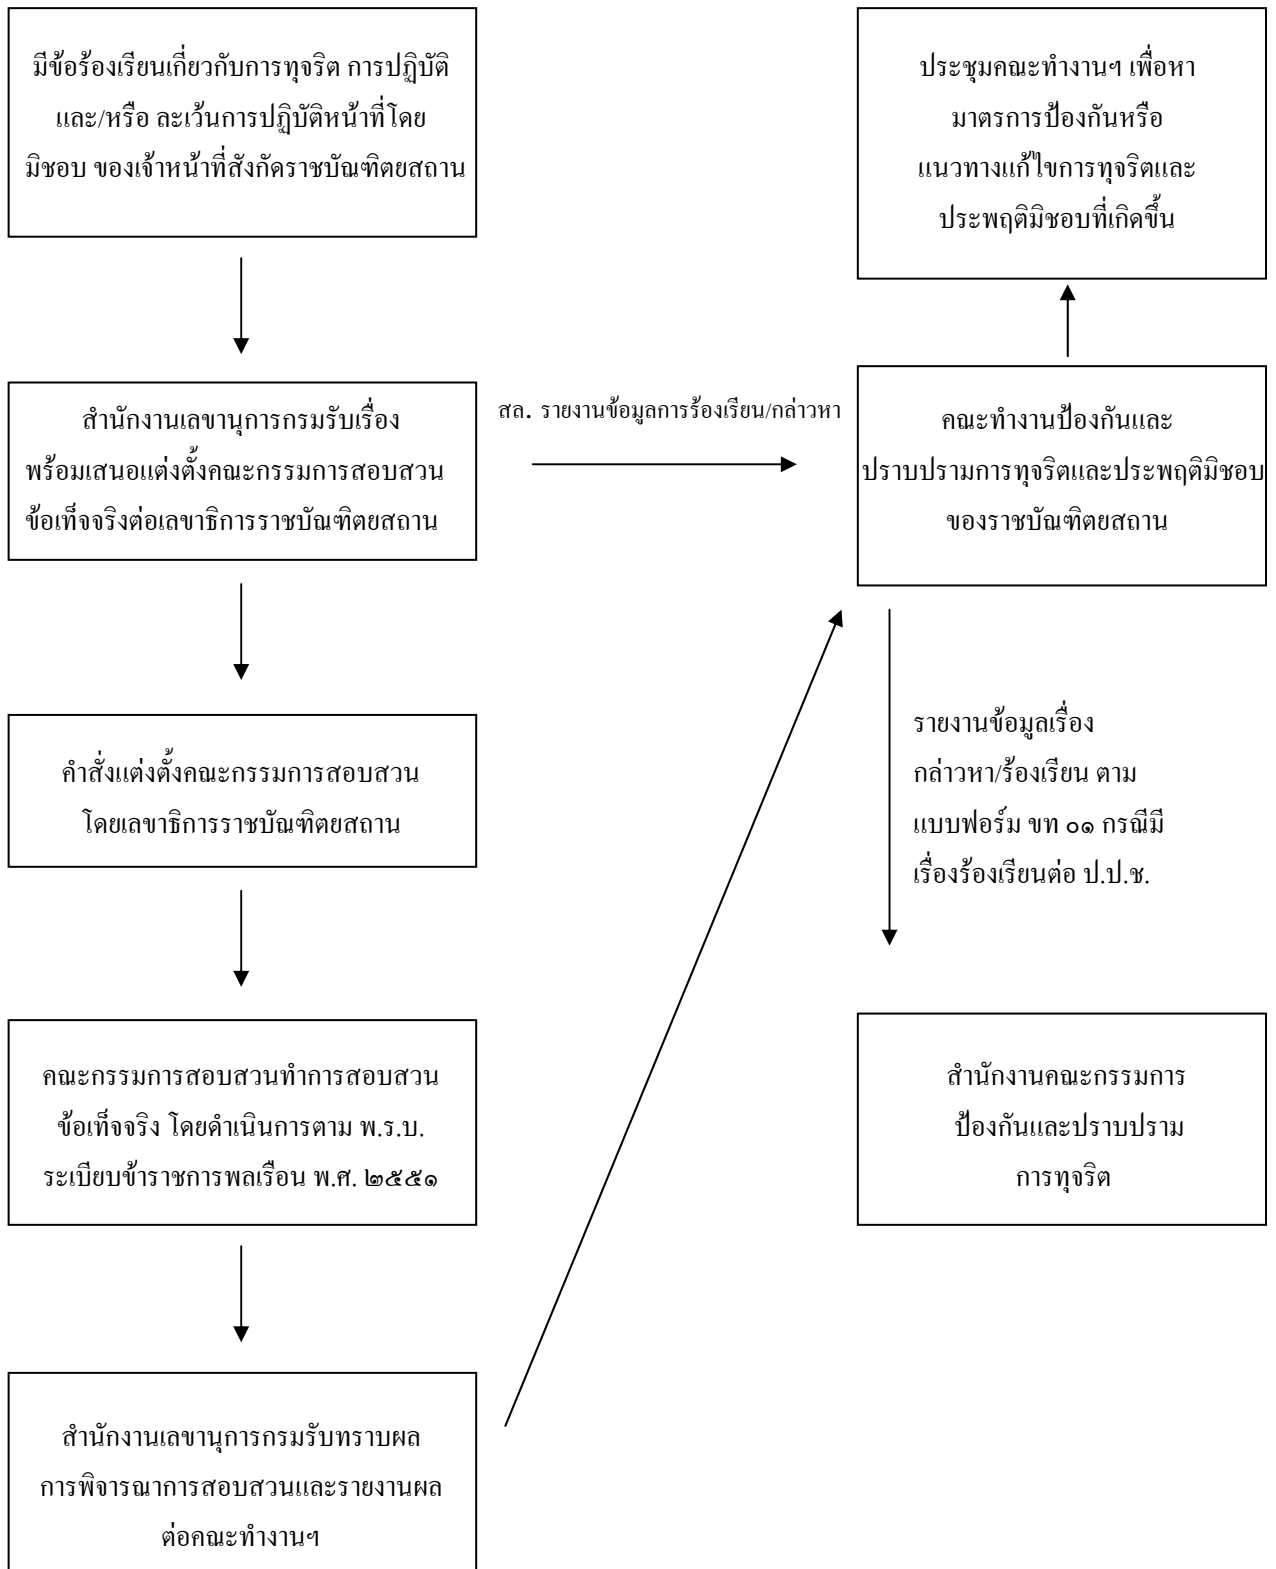 มีข้อร้องเรียนเกี่ยวกับการทุจริต การปฏิบัติ
และ/หรือ ละเว้นการปฏิบัติหน้าที่โดย
มิชอบ ของเจ้าหน้าที่สังกัดราชบัณฑิตยสถาน
สำนักงานเลขานุการกรมรับเรื่อง
พร้อมเสนอแต่งตั้งคณะกรรมการสอบสวน
ข้อเท็จจริงต่อเลขาธิการราชบัณฑิตยสถาน
คำสั่งแต่งตั้งคณะกรรมการสอบสวน
โดยเลขาธิการราชบัณฑิตยสถาน
คณะกรรมการสอบสวนทำการสอบสวน
ข้อเท็จจริง โดยดำเนินการตาม พ.ร.บ.
ระเบียบข้าราชการพลเรือน พ.ศ. ๒๕๕๑
สำนักงานเลขานุการกรมรับทราบผล
การพิจารณาการสอบสวนและรายงานผล
ต่อคณะทำงานฯ
สล. รายงานข้อมูลการร้องเรียน/กล่าวหา
ประชุมคณะทำงานฯ เพื่อหา
มาตรการป้องกันหรือ
แนวทางแก้ไขการทุจริตและ
ประพฤติมิชอบที่เกิดขึ้น
คณะทำงานป้องกันและ
ปราบปรามการทุจริตและประพฤติมิชอบ
ของราชบัณฑิตยสถาน
รายงานข้อมูลเรื่อง
กล่าวหา/ร้องเรียน ตาม
แบบฟอร์ม ขท ๐๑ กรณีมี
เรื่องร้องเรียนต่อ ป.ป.ช.
สำนักงานคณะกรรมการ
ป้องกันและปราบปราม
การทุจริต